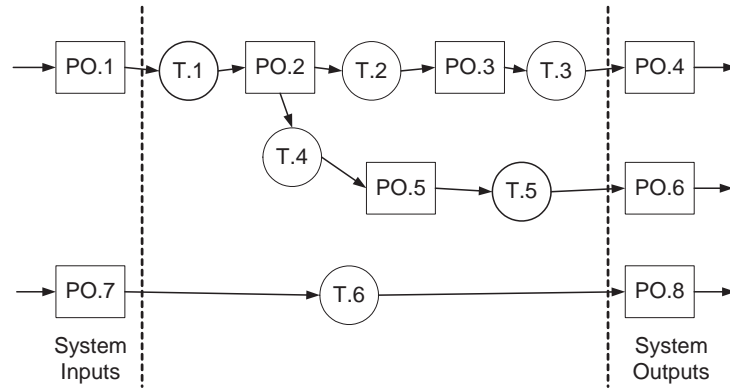 PO.1
T.1
PO.2
T.2
PO.3
T.3
PO.4
T.4
PO.5
T.5
PO.6
PO.7
T.6
PO.8
System
Inputs
System
Outputs